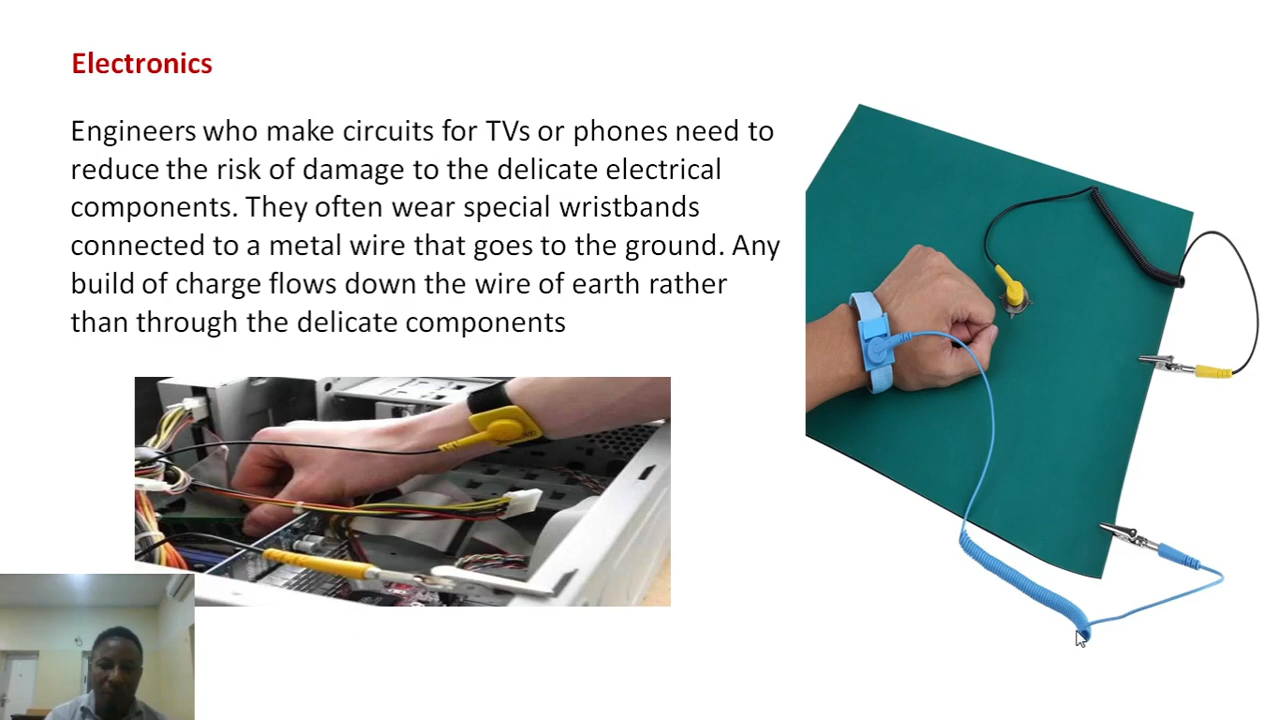 Electronics
Engineers who make circuits for TVs or phones need to
reduce the risk of damage to the delicate electrical
components. They often wear special wristbands
connected to a metal wire that goes to the ground. Any
build of charge flows down the wire of earth rather
than through the delicate components